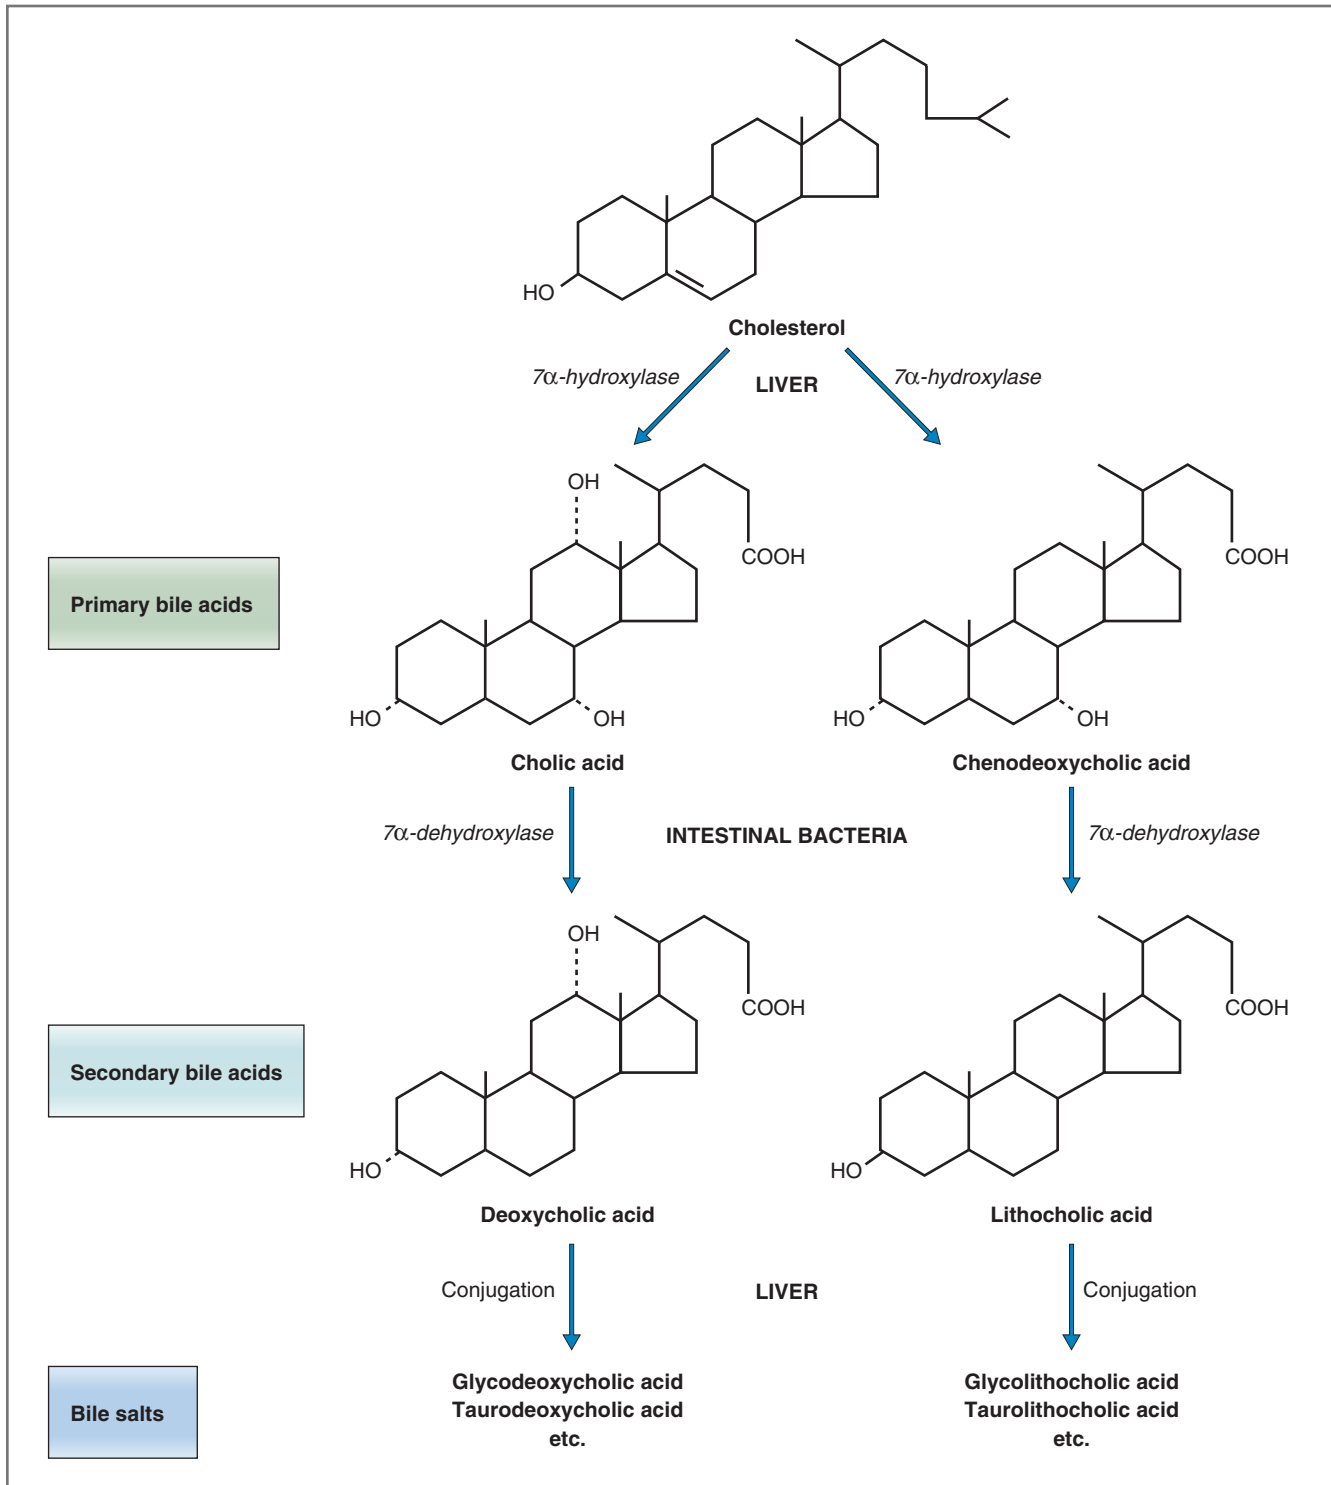 HO
Cholesterol
7α-hydroxylase
LIVER
7α-hydroxylase
OH
COOH
COOH
Primary bile acids
HO
OH
HO
OH
Cholic acid
Chenodeoxycholic acid
7α-dehydroxylase
INTESTINAL BACTERIA
7α-dehydroxylase
OH
COOH
COOH
Secondary bile acids
HO
HO
Deoxycholic acid
Lithocholic acid
Conjugation
LIVER
Conjugation
Bile salts
Glycodeoxycholic acid
Taurodeoxycholic acid
etc.
Glycolithocholic acid
Taurolithocholic acid
etc.